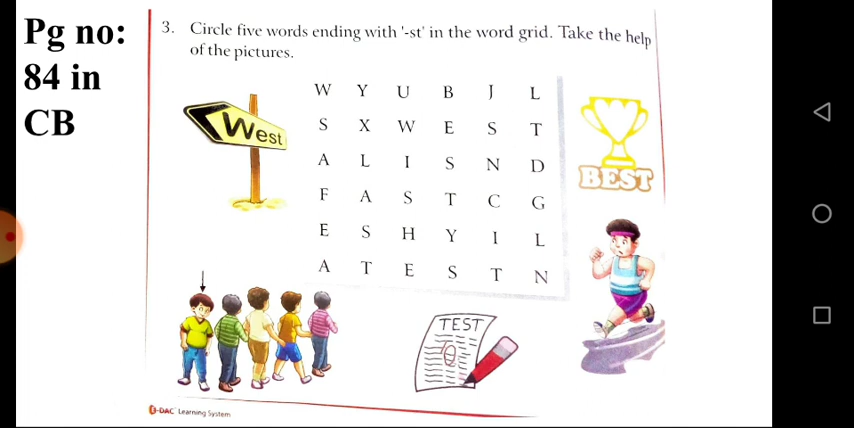 Pg no:
84 in
CB
3. Circle five words ending with '-st' in the word grid. Take the help
of the pictures.
W Y U B J L
S X W E S T
A L I S N D
F A S T C G
E S H Y I L
A T E S T N
West
BEST
TEST
C-DAC Learning System